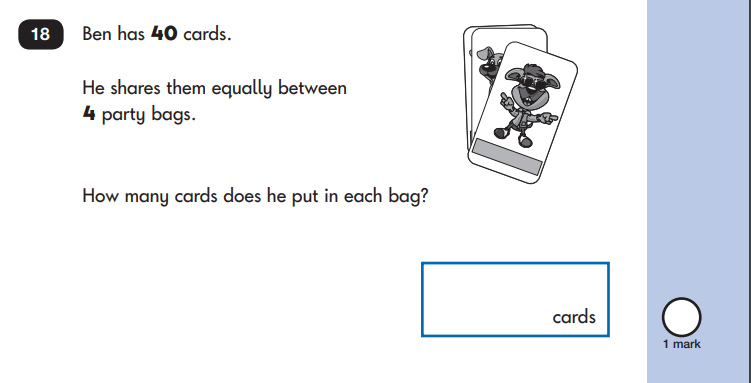 18 Ben has 40 cards.
He shares them equally between
4 party bags.
How many cards does he put in each bag?
cards
1 mark